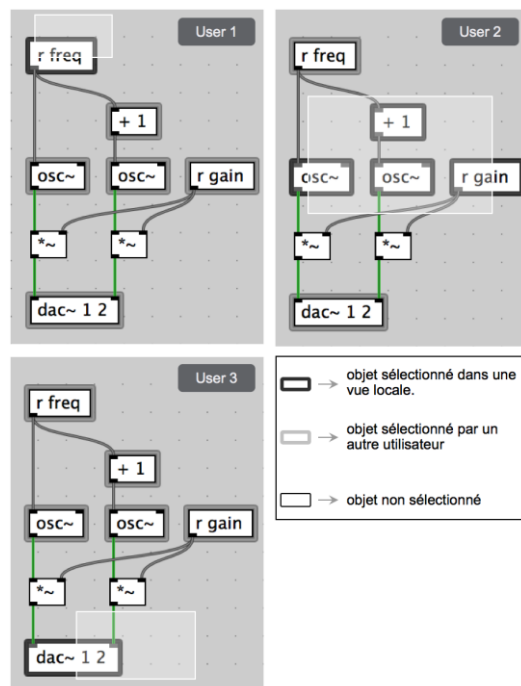 User 1
r freq
+ 1
osc~ osc~ r gain
*~ *~
dac~ 1 2
User 2
r freq
+ 1
osc~ osc~ r gain
*~ *~
dac~ 1 2
User 3
r freq
+ 1
osc~ osc~ r gain
*~ *~
dac~ 1 2
objet sélectionné dans une
vue locale.
objet sélectionné par un
autre utilisateur
objet non sélectionné